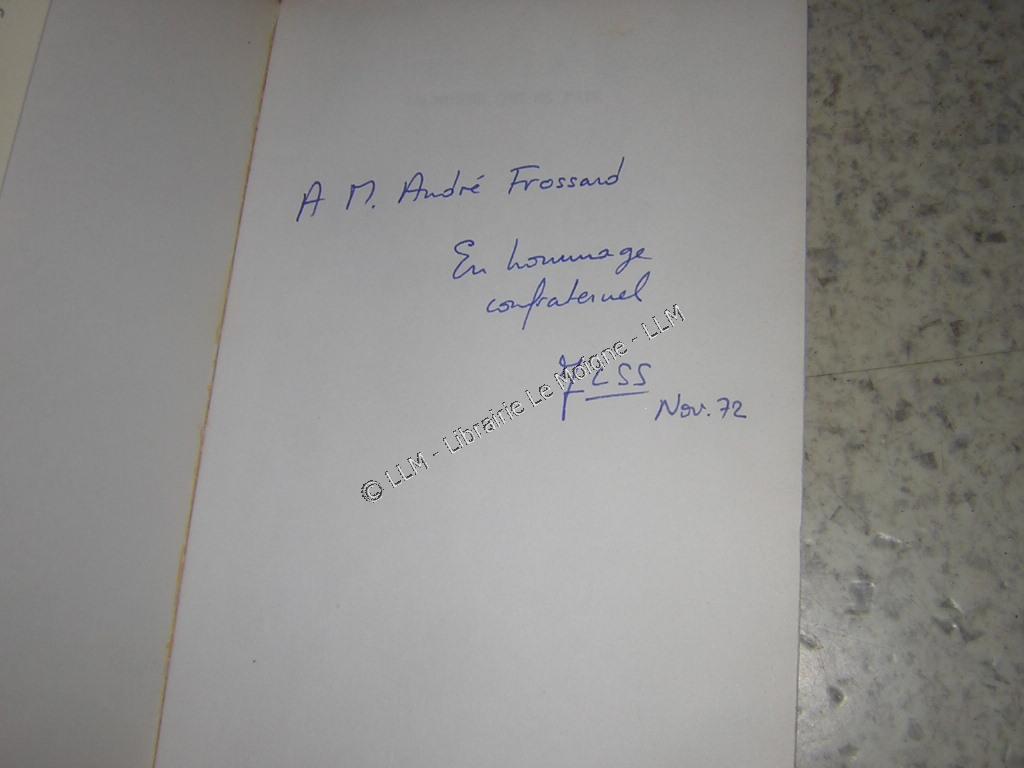 A M. André Frossard
En hommage
confraternel
Nov. 72
© LLM - Librairie Le Moigne - LLM